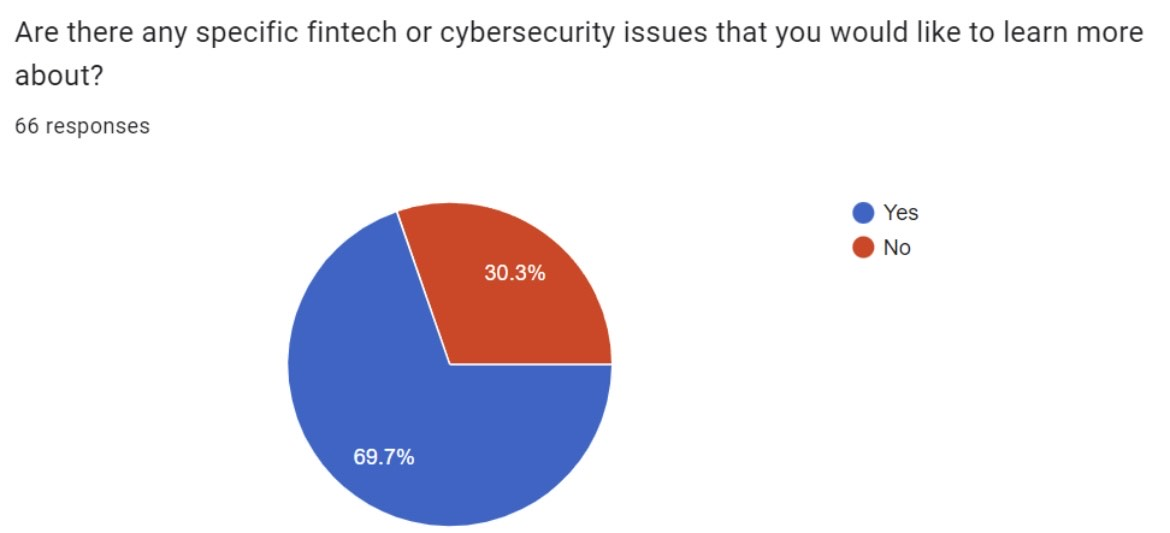 Are there any specific fintech or cybersecurity issues that you would like to learn more
about?
66 responses
Yes
No
30.3%
69.7%